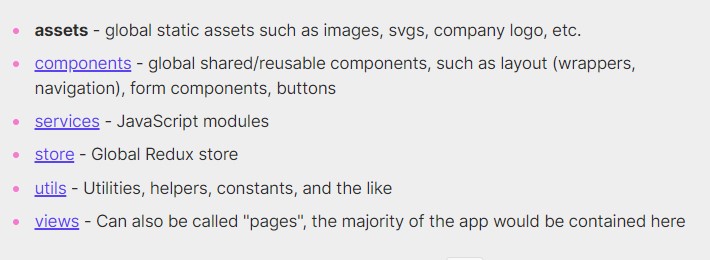 assets - global static assets such as images, svgs, company logo, etc.
components - global shared/reusable components, such as layout (wrappers,
navigation), form components, buttons
services - JavaScript modules
store - Global Redux store
utils - Utilities, helpers, constants, and the like
views - Can also be called "pages", the majority of the app would be contained here